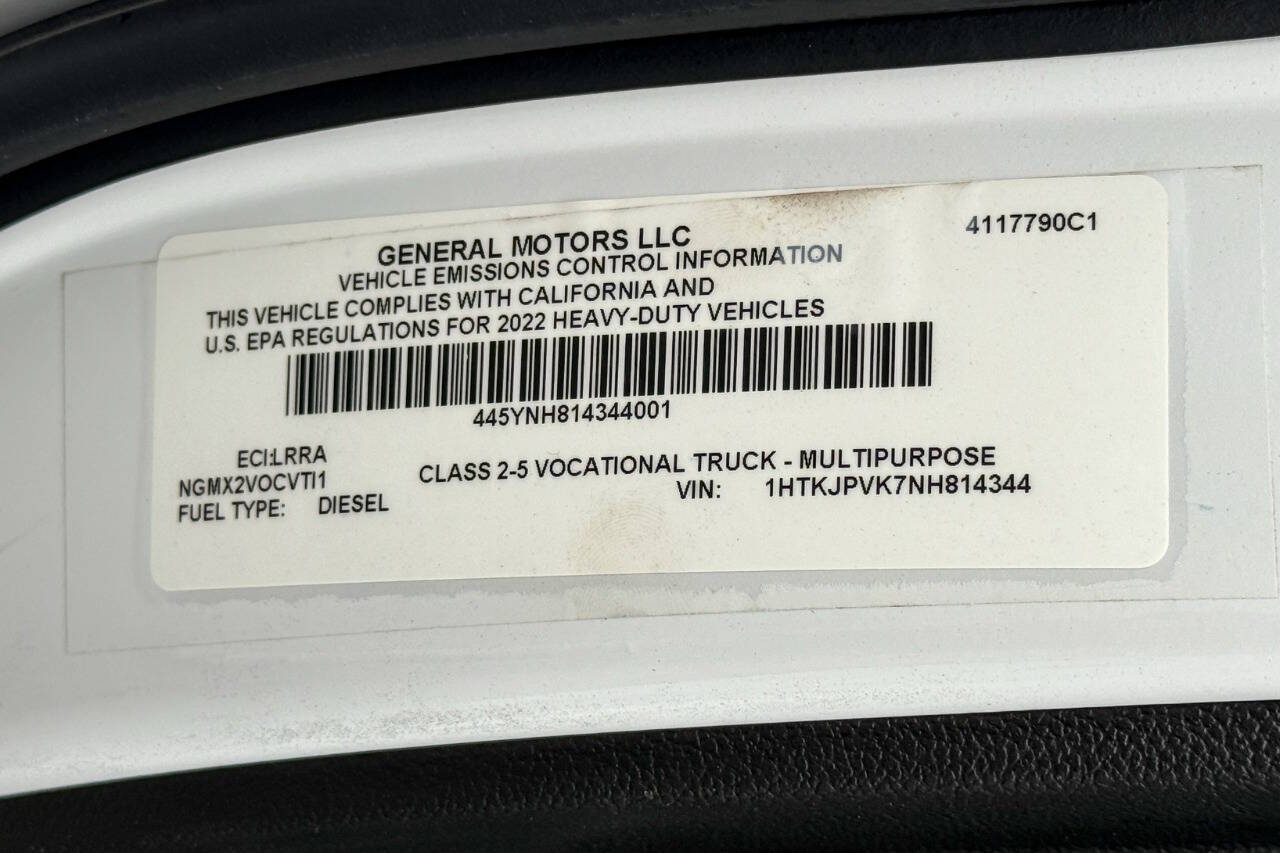 4117790C1
GENERAL MOTORS LLC
VEHICLE EMISSIONS CONTROL INFORMATION
THIS VEHICLE COMPLIES WITH CALIFORNIA AND
U.S. EPA REGULATIONS FOR 2022 HEAVY-DUTY VEHICLES
445YNH814344001
ECI:LRRA
NGMX2VOCVTI1
CLASS 2-5 VOCATIONAL TRUCK - MULTIPURPOSE
FUEL TYPE: DIESEL
VIN: 1HTKJPVK7NH814344